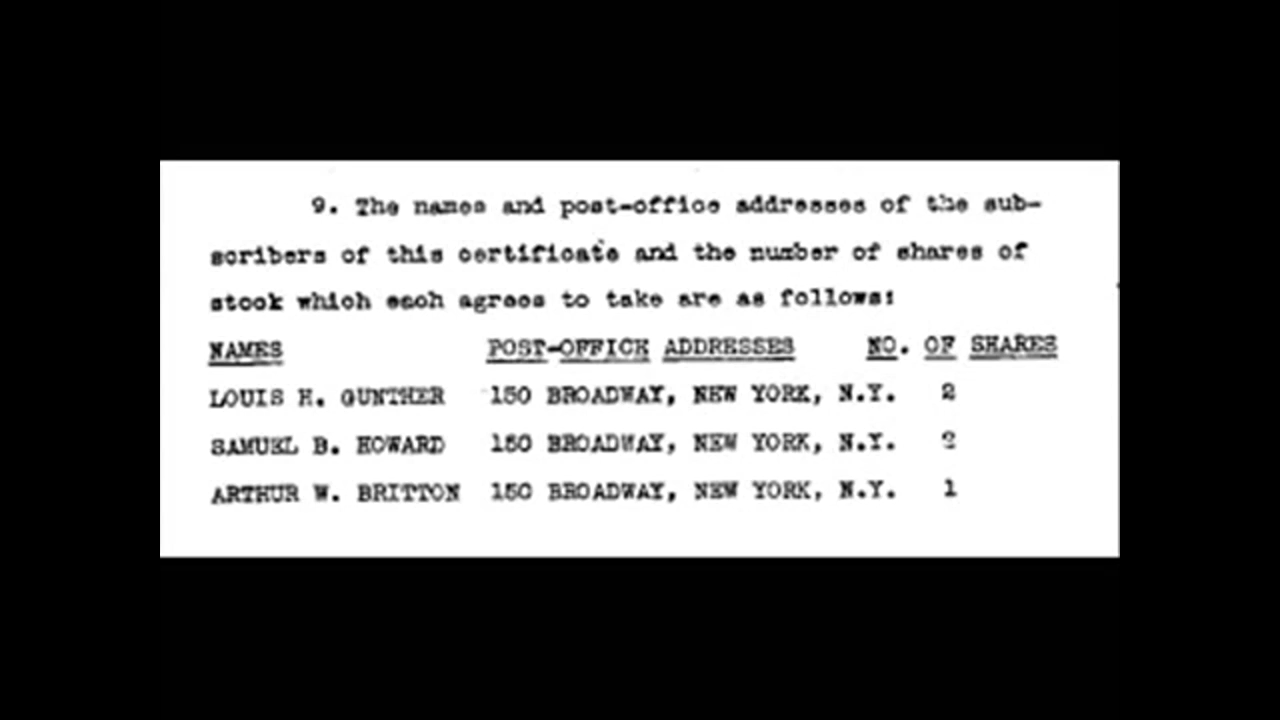 9. The names and post-office addresses of the sub-
scribers of this certificate and the number of shares of
stock which each agrees to take are as follows:
NAMES POST-OFFICE ADDRESSES NO. OF SHARES
LOUIS H. GUNTHER 150 BROADWAY, NEW YORK, N.Y. 2
SAMUEL B. HOWARD 150 BROADWAY, NEW YORK, N.Y. 2
ARTHUR W. BRITTON 150 BROADWAY, NEW YORK, N.Y. 1